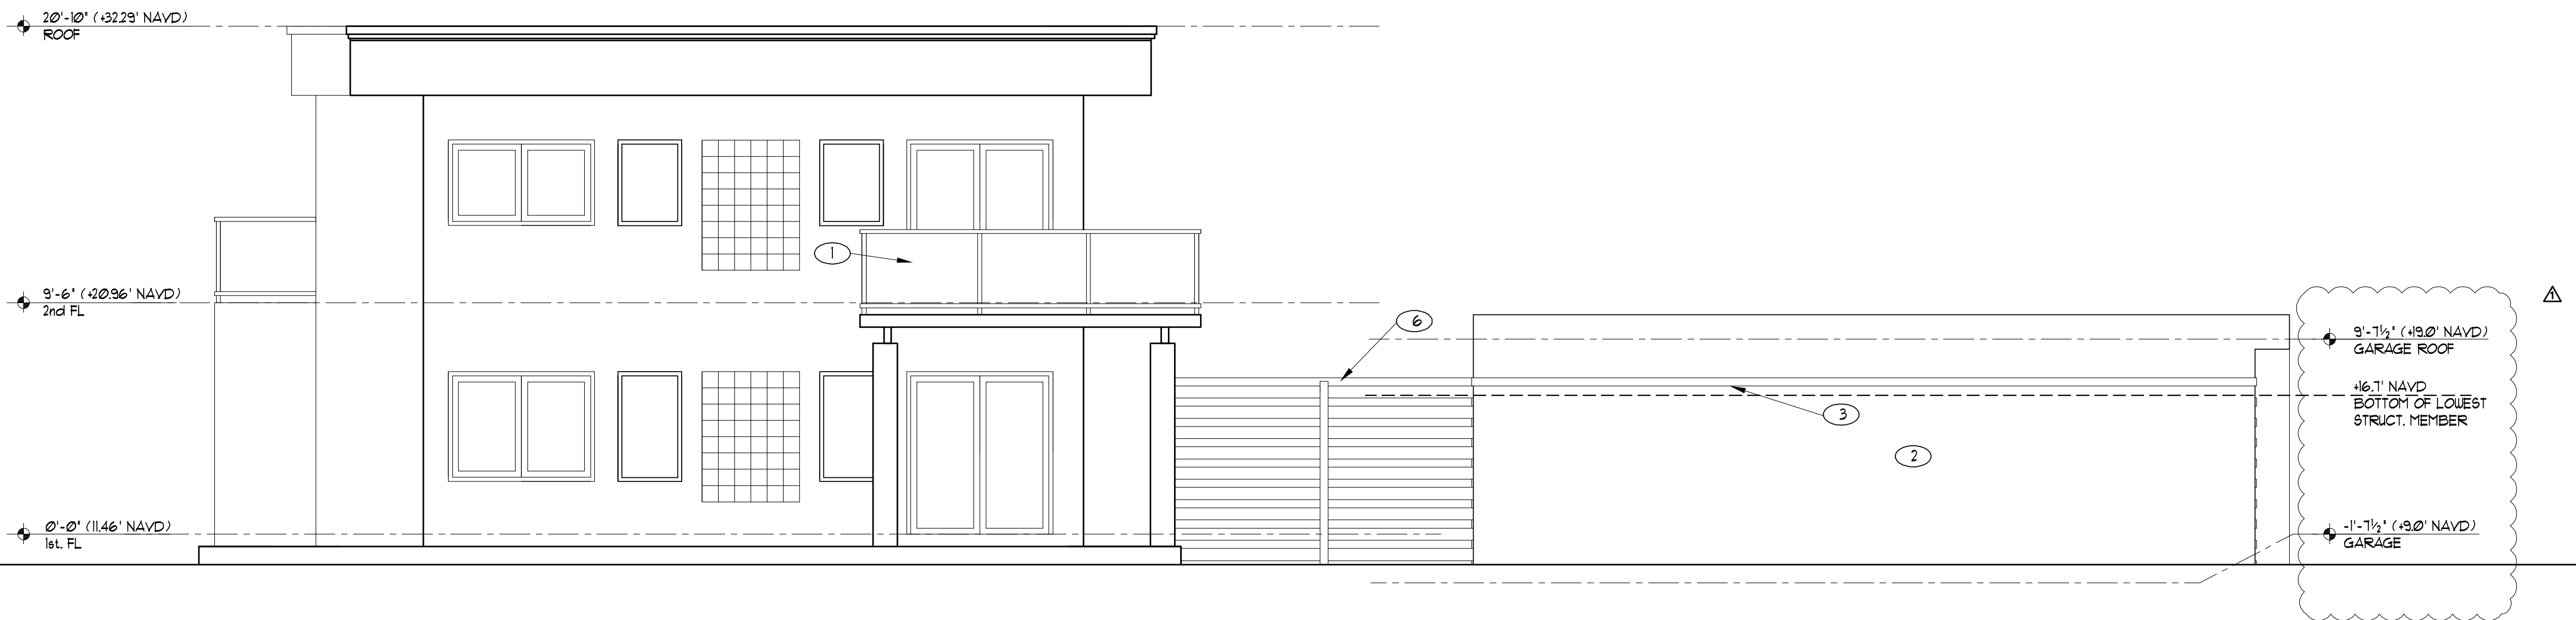 20'-10" (+32.29' NAVD)
ROOF
1
9'-6" (+20.96' NAVD)
2nd FL
1
6
9'-7½" (+19.0' NAVD)
GARAGE ROOF
+16.7' NAVD
BOTTOM OF LOWEST
STRUCT. MEMBER
3
2
0'-0" (11.46' NAVD)
1st. FL
-1'-7½" (+9.0' NAVD)
GARAGE